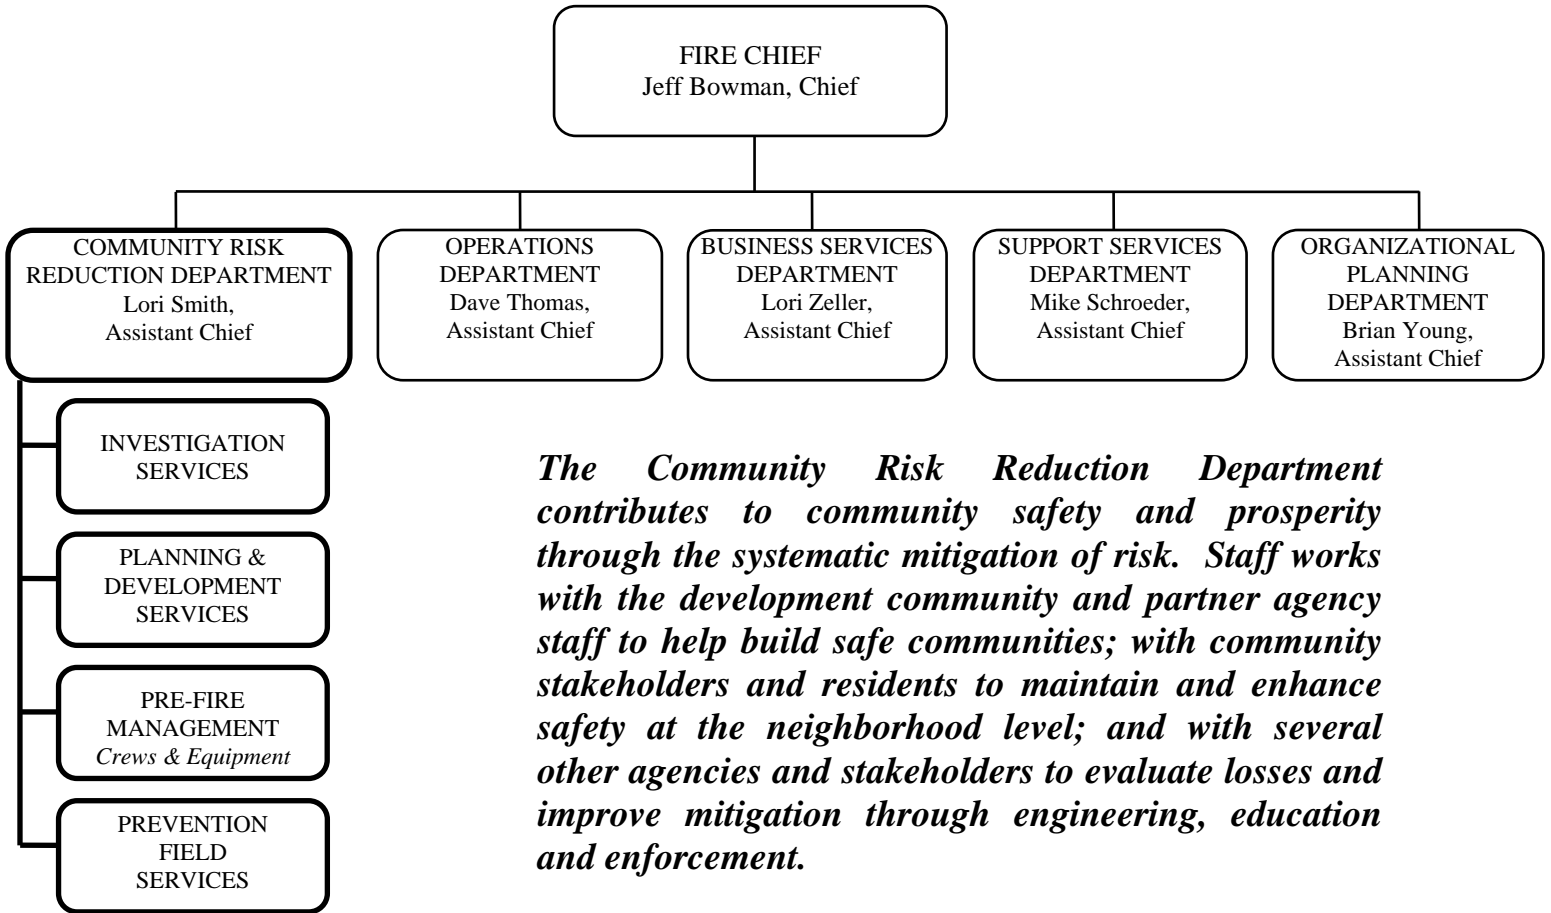 FIRE CHIEF
Jeff Bowman, Chief
COMMUNITY RISK
REDUCTION DEPARTMENT
Lori Smith,
Assistant Chief
OPERATIONS
DEPARTMENT
Dave Thomas,
Assistant Chief
BUSINESS SERVICES
DEPARTMENT
Lori Zeller,
Assistant Chief
SUPPORT SERVICES
DEPARTMENT
Mike Schroeder,
Assistant Chief
ORGANIZATIONAL
PLANNING
DEPARTMENT
Brian Young,
Assistant Chief
INVESTIGATION
SERVICES
PLANNING &
DEVELOPMENT
SERVICES
PRE-FIRE
MANAGEMENT
Crews & Equipment
PREVENTION
FIELD
SERVICES
The Community Risk Reduction Department
contributes to community safety and prosperity
through the systematic mitigation of risk. Staff works
with the development community and partner agency
staff to help build safe communities; with community
stakeholders and residents to maintain and enhance
safety at the neighborhood level; and with several
other agencies and stakeholders to evaluate losses and
improve mitigation through engineering, education
and enforcement.